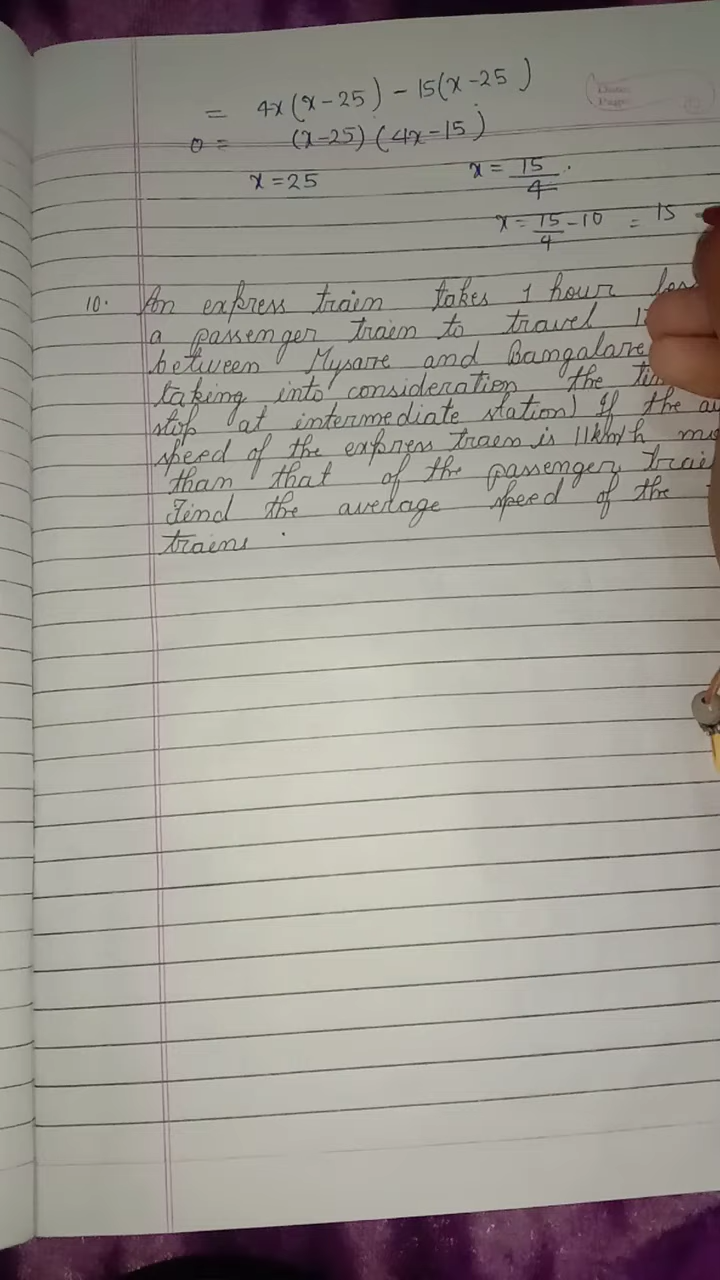 = 4x(x-25) - 15(x-25)
0 = (x-25) (4x-15)
x = 25 x = 15/4.
x = 15/4 - 10 = 15
10. An express train takes 1 hour
a passenger train to travel
between Mysore and Bangalore
taking into consideration the
stop at intermediate station) If the
speed of the express train is 11km/h
than that of the passenger
Find the average speed of the
trains.